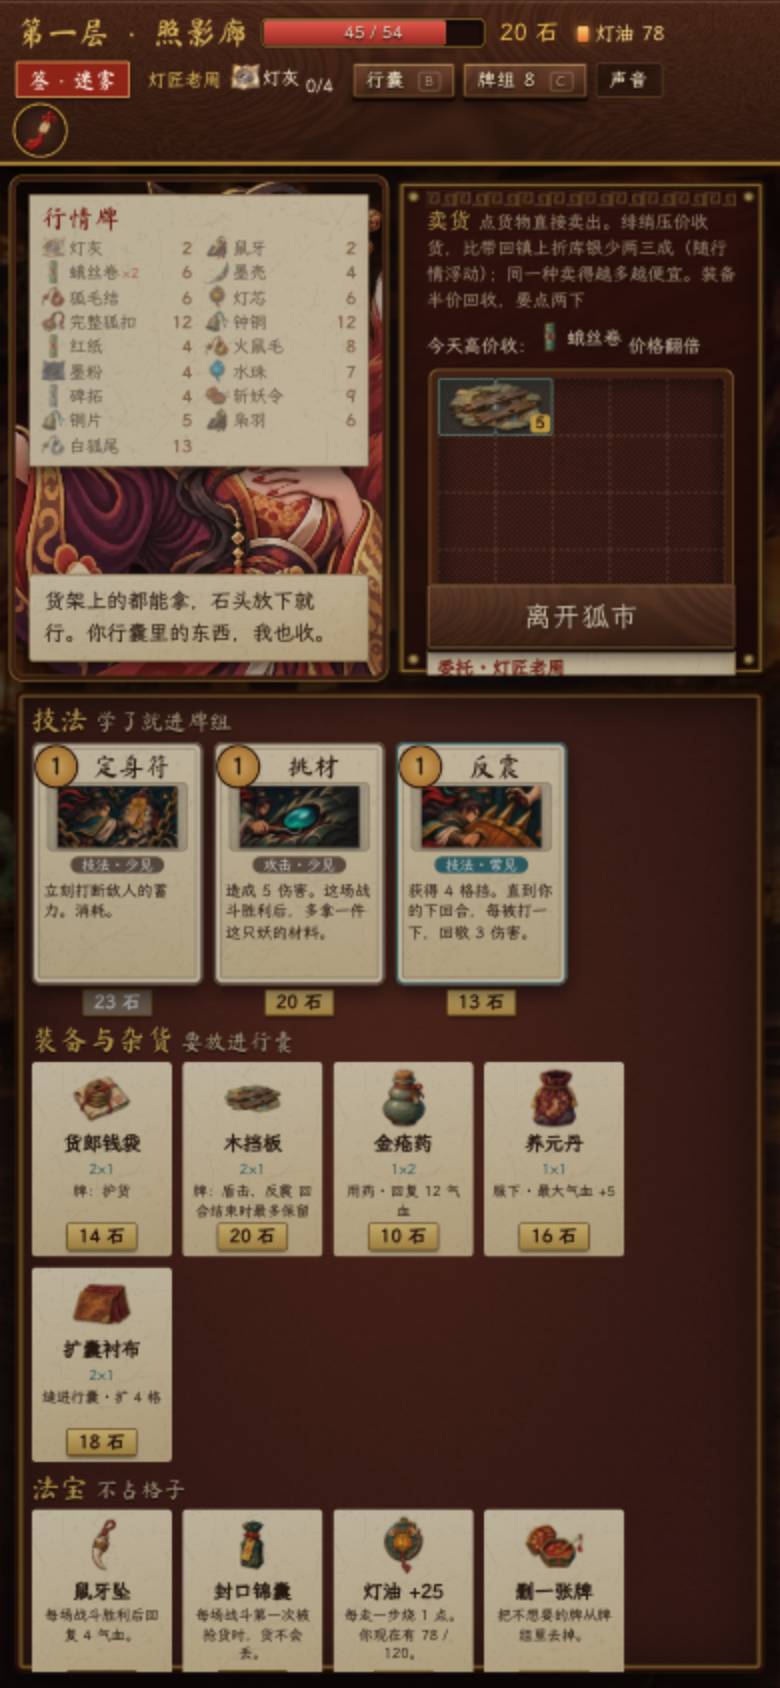 第一层 · 照影廊
45 / 54
20 石
灯油 78
签·迷雾
灯匠老周
灯灰 0/4
行囊 B
牌组 8 C
声音
行情牌
灯灰 2
鼠牙 2
蛾丝卷×2 6
墨壳 4
狐毛结 6
灯芯 6
完整狐扣 12
钟铜 12
红纸 4
火鼠毛 8
墨粉 4
水珠 7
碑拓 4
斩妖令 9
铜片 5
枭羽 6
白狐尾 13
货架上的都能拿，石头放下就
行。你行囊里的东西，我也收。
卖货 点货物直接卖出。绯绡压价收
货，比带回镇上折库银少两三成（随行
情浮动）；同一种卖得越多越便宜。装备
半价回收，要点两下
今天高价收： 蛾丝卷 价格翻倍
5
离开狐市
委托·灯匠老周
技法 学了就进牌组
1 定身符
技法·少见
立刻打断敌人的蓄
力。消耗。
23 石
1 挑材
攻击·少见
造成 5 伤害。这场战
斗胜利后，多拿一件
这只妖的材料。
20 石
1 反震
技法·常见
获得 4 格挡。直到你
的下回合，每被打一
下，回敬 3 伤害。
13 石
装备与杂货 要放进行囊
货郎钱袋
2×1
牌：护货
14 石
木挡板
2×1
牌：盾击、反震 回
合结束时最多保留
20 石
金疮药
1×2
用药·回复 12 气
血
10 石
养元丹
1×1
服下·最大气血 +5
16 石
扩囊衬布
2×1
缝进行囊·扩 4 格
18 石
法宝 不占格子
鼠牙坠
每场战斗胜利后回
复 4 气血。
封口锦囊
每场战斗第一次被
抢货时，货不会
丢。
灯油 +25
每走一步烧 1 点。
你现在有 78 /
120。
删一张牌
把不想要的牌从牌
组里去掉。